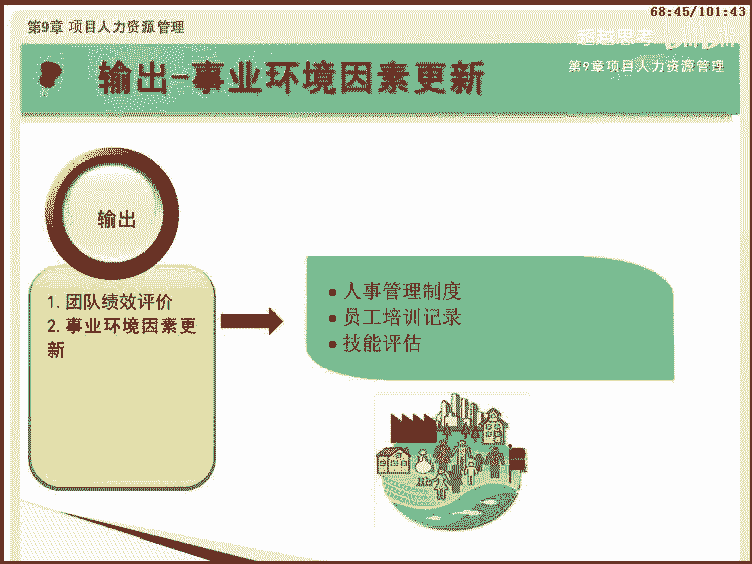 68:45/101:43
第9章 项目人力资源管理
超越思考
bilibili
输出-事业环境因素更新
第9章项目人力资源管理
输出
1. 团队绩效评价
2. 事业环境因素更
新
• 人事管理制度
• 员工培训记录
• 技能评估